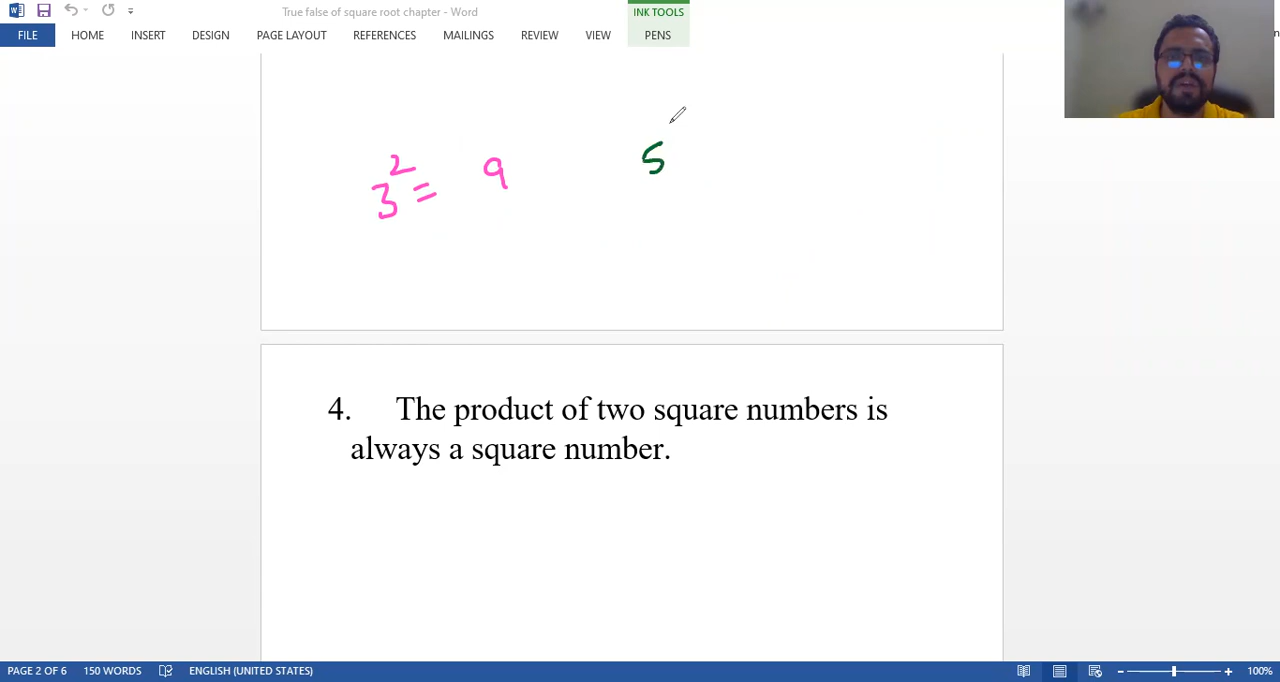 True false of square root chapter - Word
INK TOOLS
FILE HOME INSERT DESIGN PAGE LAYOUT REFERENCES MAILINGS REVIEW VIEW PENS
3² = 9 5
4. The product of two square numbers is
always a square number.
PAGE 2 OF 6 150 WORDS ENGLISH (UNITED STATES) 100%